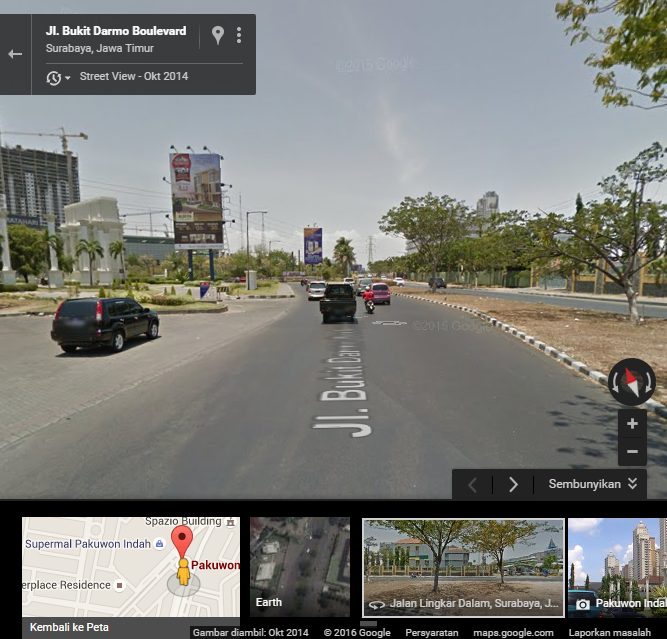 Jl. Bukit Darmo Boulevard
Surabaya, Jawa Timur
Street View - Okt 2014
©2015 Google
©2016 Google
Jl. Bukit Darmo
Sembunyikan
Spazio Building
Supermal Pakuwon Indah
Pakuwon
erplace Residence
Kembali ke Peta
Earth
Jalan Lingkar Dalam, Surabaya, J...
Pakuwon Indah
Gambar diambil: Okt 2014 © 2016 Google Persyaratan maps.google.com Laporkan masalah